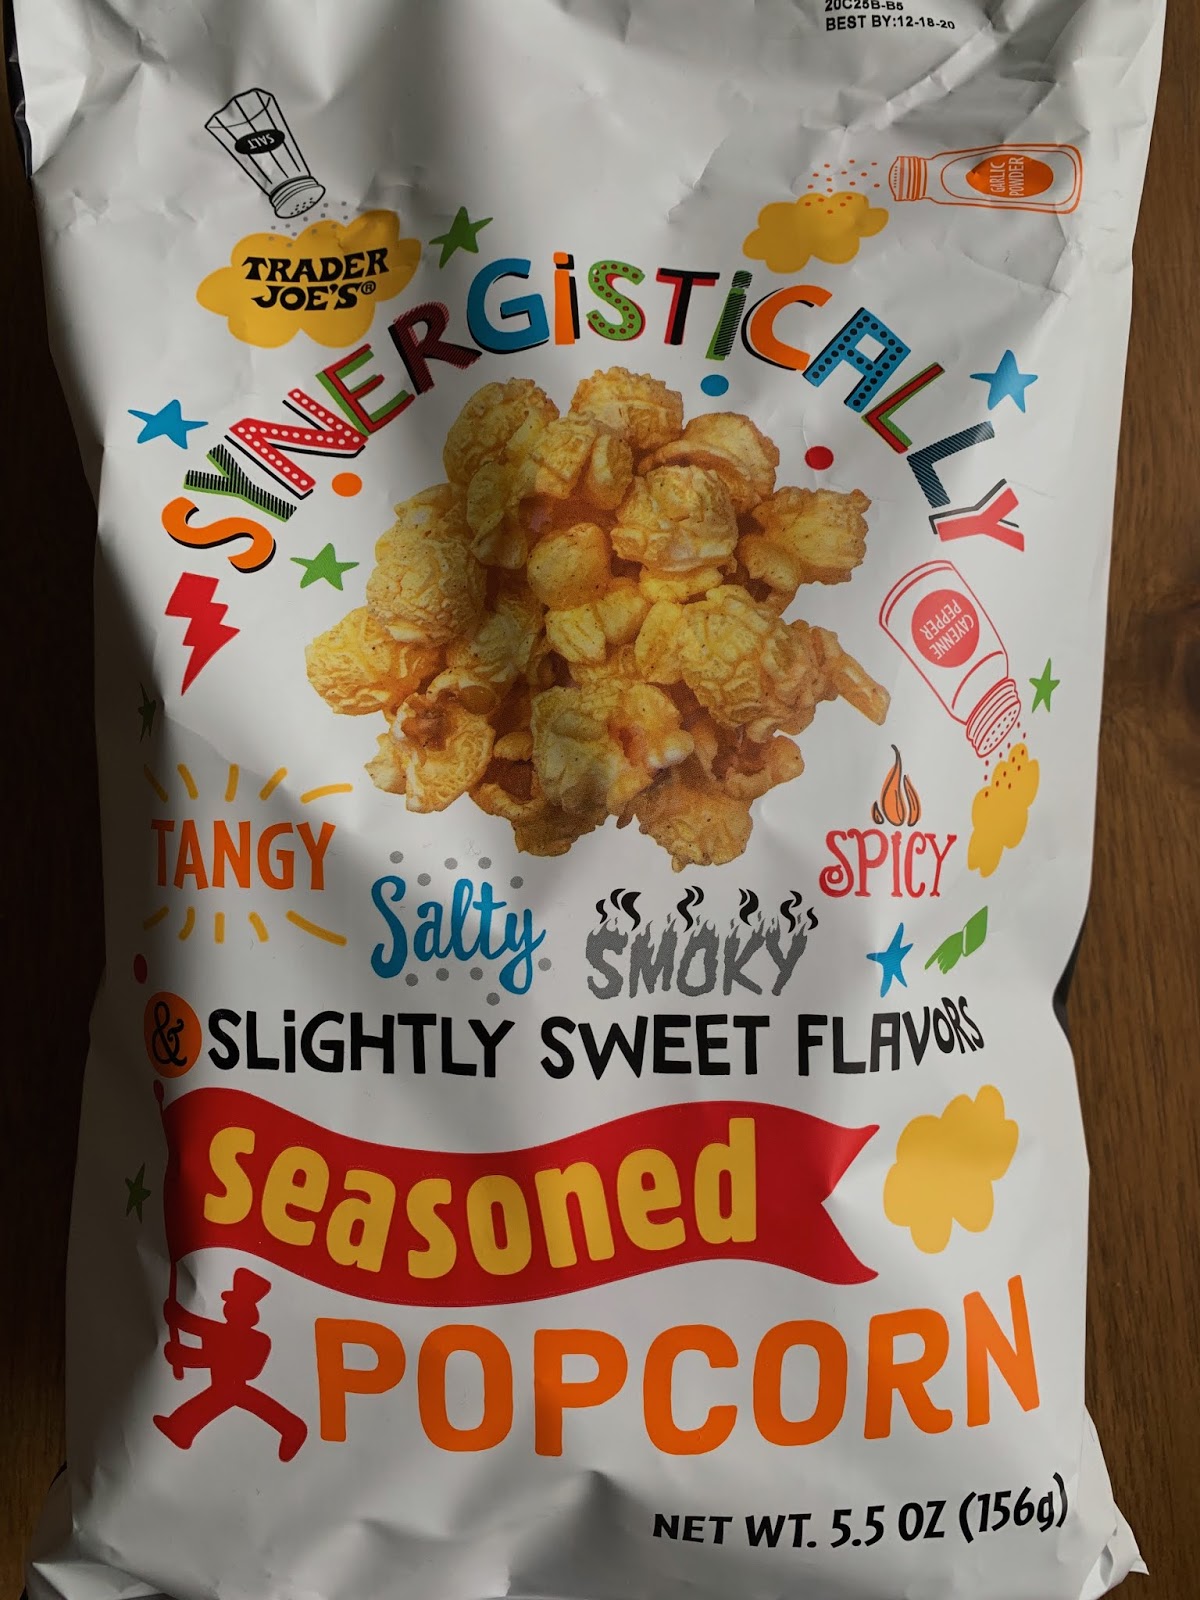 20C25B-B5
BEST BY:12-18-20
SALT
GARLIC
POWDER
TRADER
JOE'S®
SYNERGiSTiCALLY
CAYENNE
PEPPER
TANGY
Salty
SMOKY
SPICY
& SLiGHTLY SWEET FLAVORS
seasoned
POPCORN
NET WT. 5.5 OZ (156g)